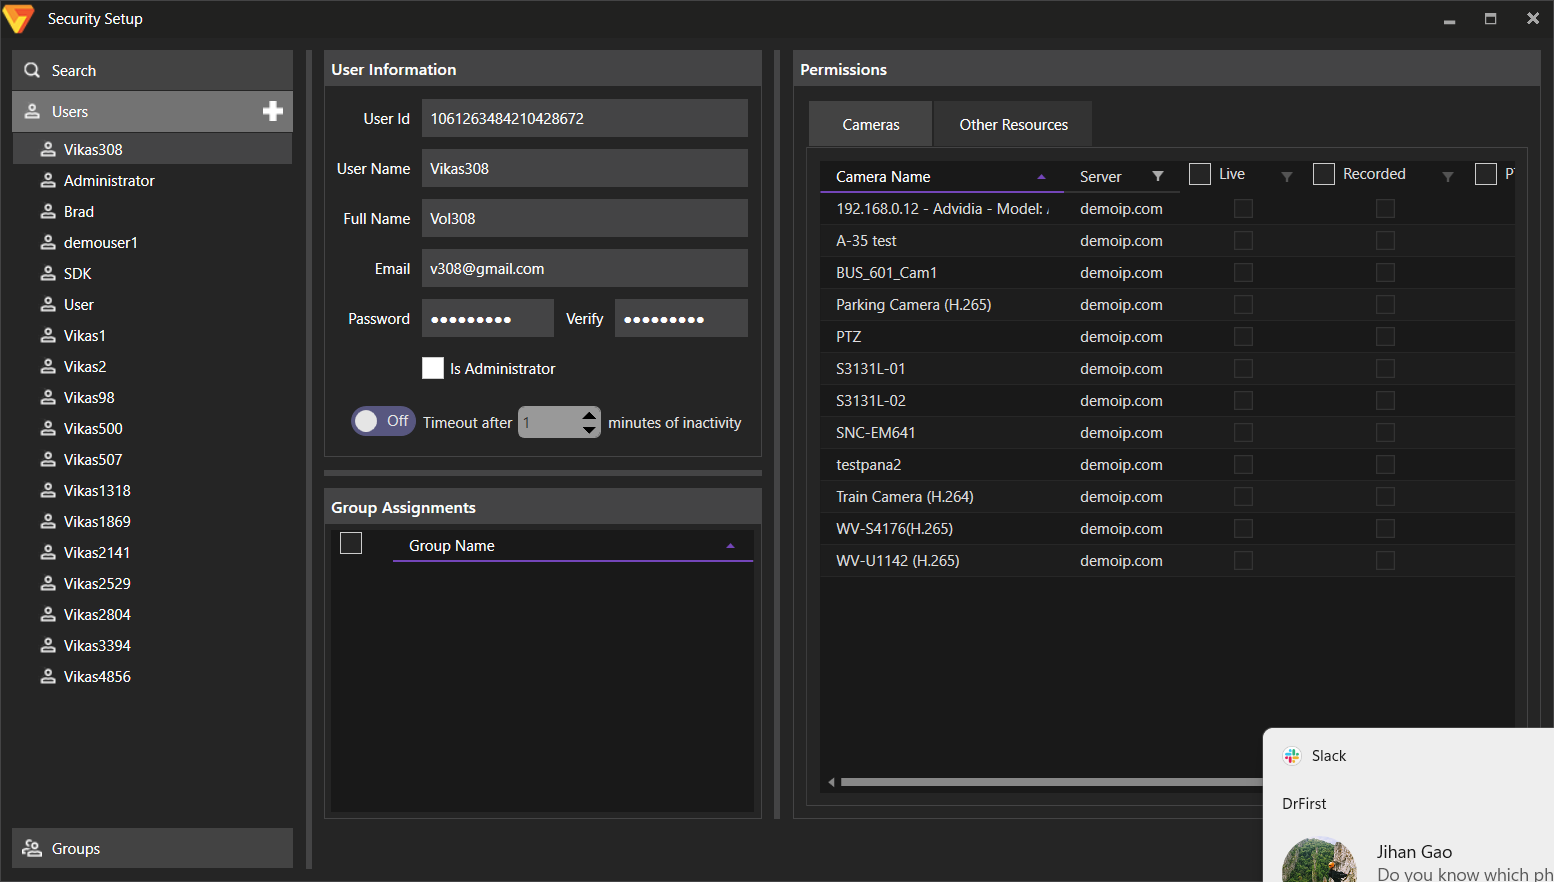 Security Setup
Search
Users
Vikas308
Administrator
Brad
demouser1
SDK
User
Vikas1
Vikas2
Vikas98
Vikas500
Vikas507
Vikas1318
Vikas1869
Vikas2141
Vikas2529
Vikas2804
Vikas3394
Vikas4856
Groups
User Information
User Id 1061263484210428672
User Name Vikas308
Full Name Vol308
Email v308@gmail.com
Password ●●●●●●●●● Verify ●●●●●●●●●
Is Administrator
Off Timeout after 1 minutes of inactivity
Group Assignments
Group Name
Permissions
Cameras Other Resources
Camera Name Server Live Recorded
192.168.0.12 - Advidia - Model: demoip.com
A-35 test demoip.com
BUS_601_Cam1 demoip.com
Parking Camera (H.265) demoip.com
PTZ demoip.com
S3131L-01 demoip.com
S3131L-02 demoip.com
SNC-EM641 demoip.com
testpana2 demoip.com
Train Camera (H.264) demoip.com
WV-S4176(H.265) demoip.com
WV-U1142 (H.265) demoip.com
Slack
DrFirst
Jihan Gao
Do you know which ph